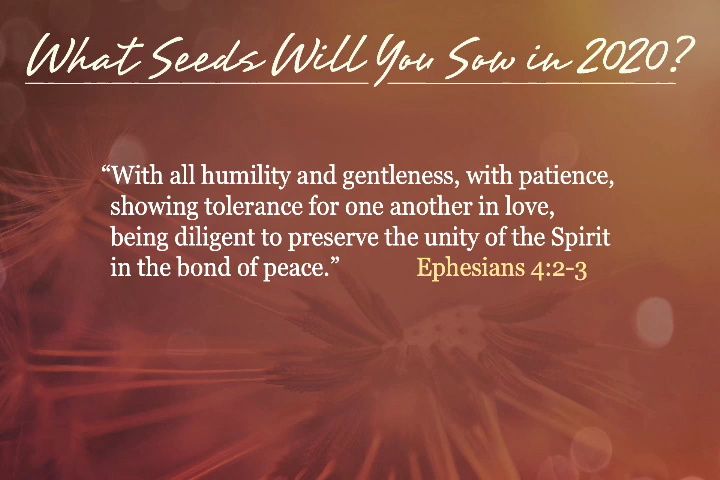 What Seeds Will You Sow in 2020?
“With all humility and gentleness, with patience,
showing tolerance for one another in love,
being diligent to preserve the unity of the Spirit
in the bond of peace.” Ephesians 4:2-3